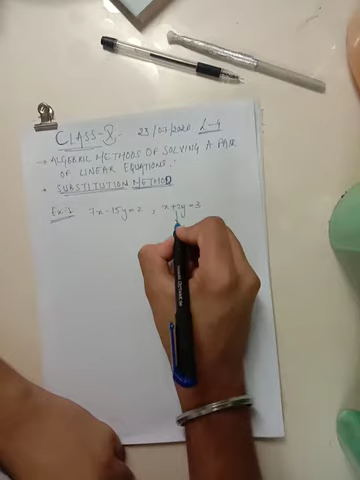 CLASS-8. 23/07/2020 L-4
→ ALGEBRIC METHODS OF SOLVING A PAIR
OF LINEAR EQUATIONS:
• SUBSTITUTION METHOD
Ex:1 7x-15y=2 , x+2y=3